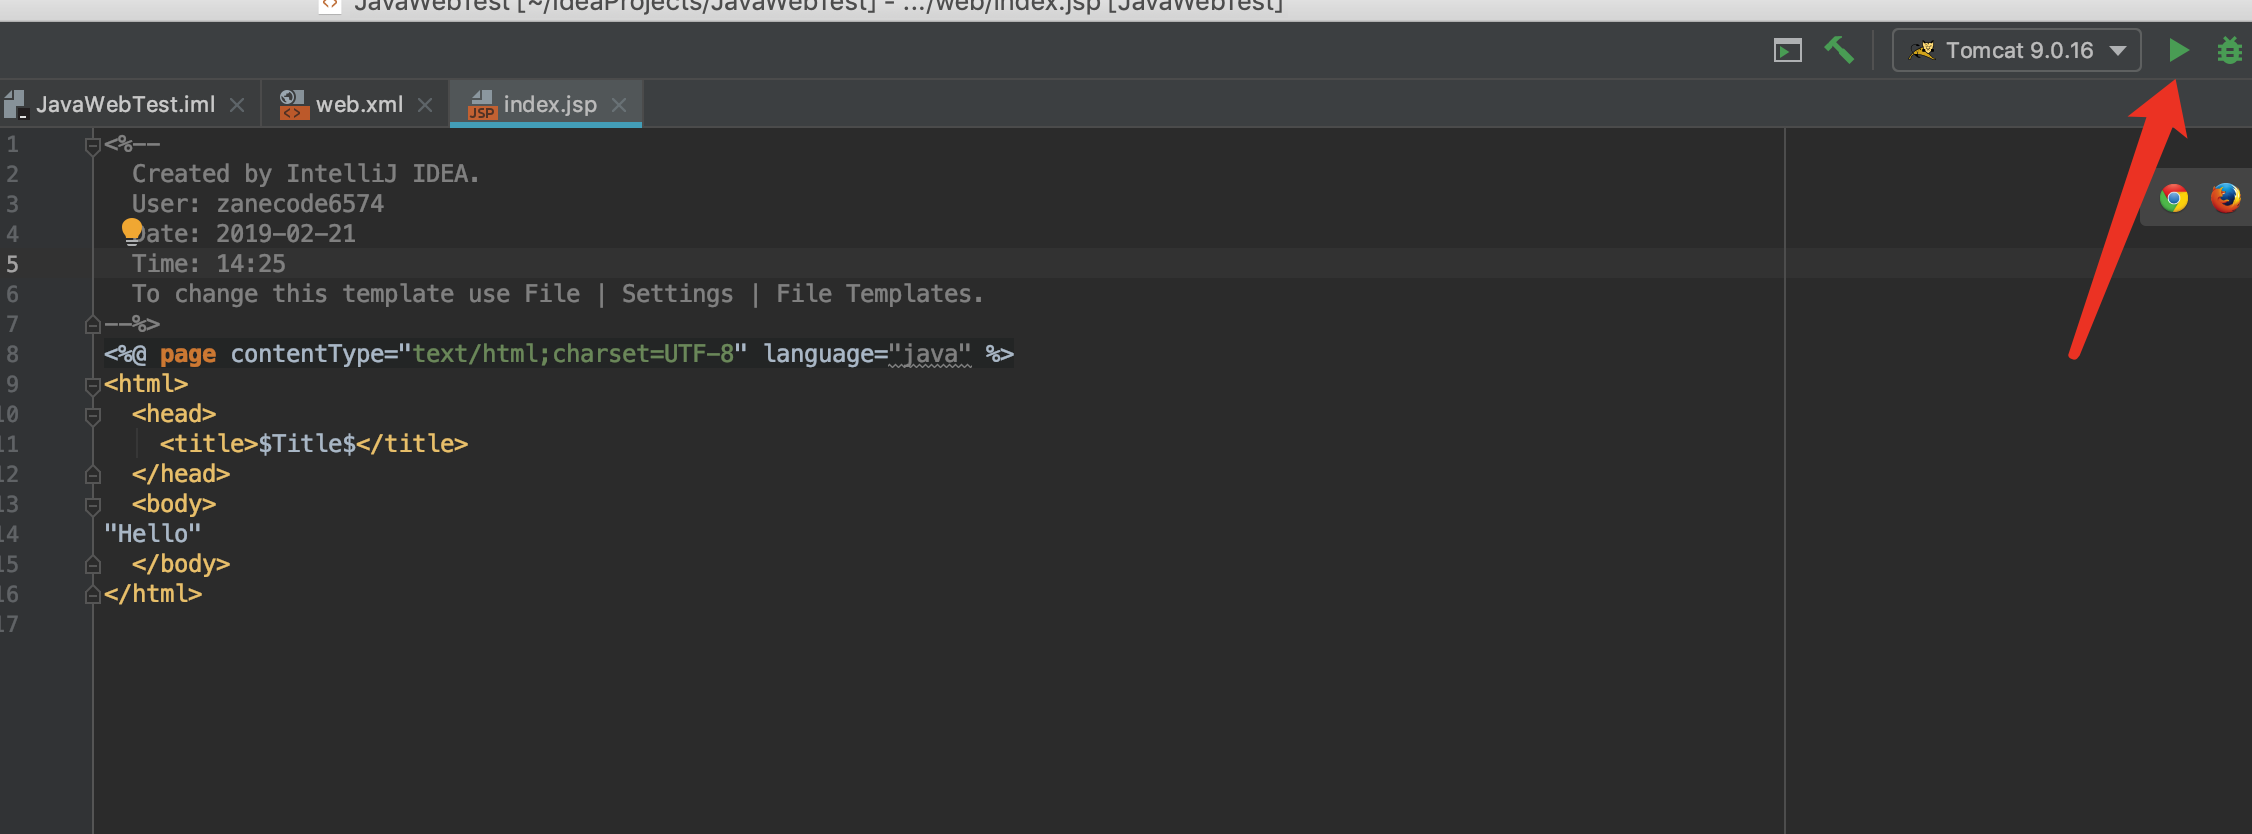 JavaWebTest [~/IdeaProjects/JavaWebTest] - .../web/index.jsp [JavaWebTest]
Tomcat 9.0.16
JavaWebTest.iml web.xml JSP index.jsp
1 <%--
2 Created by IntelliJ IDEA.
3 User: zanecode6574
4 Date: 2019-02-21
5 Time: 14:25
6 To change this template use File | Settings | File Templates.
7 --%>
8 <%@ page contentType="text/html;charset=UTF-8" language="java" %>
9 <html>
10 <head>
11 <title>$Title$</title>
12 </head>
13 <body>
14 "Hello"
15 </body>
16 </html>
17